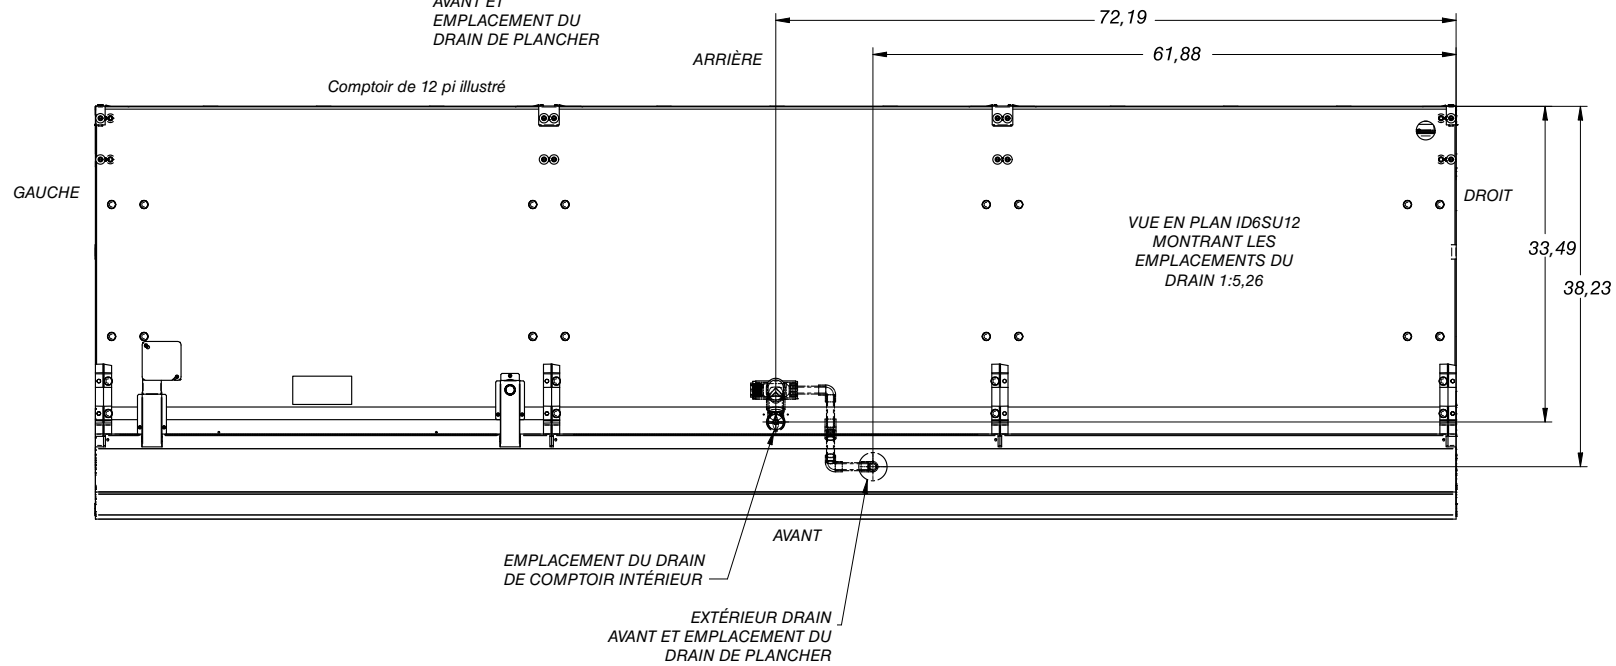 AVANT ET
EMPLACEMENT DU
DRAIN DE PLANCHER
72,19
ARRIÈRE
61,88
Comptoir de 12 pi illustré
GAUCHE
DROIT
VUE EN PLAN ID6SU12
MONTRANT LES
EMPLACEMENTS DU
DRAIN 1:5,26
33,49
38,23
AVANT
EMPLACEMENT DU DRAIN
DE COMPTOIR INTÉRIEUR
EXTÉRIEUR DRAIN
AVANT ET EMPLACEMENT DU
DRAIN DE PLANCHER